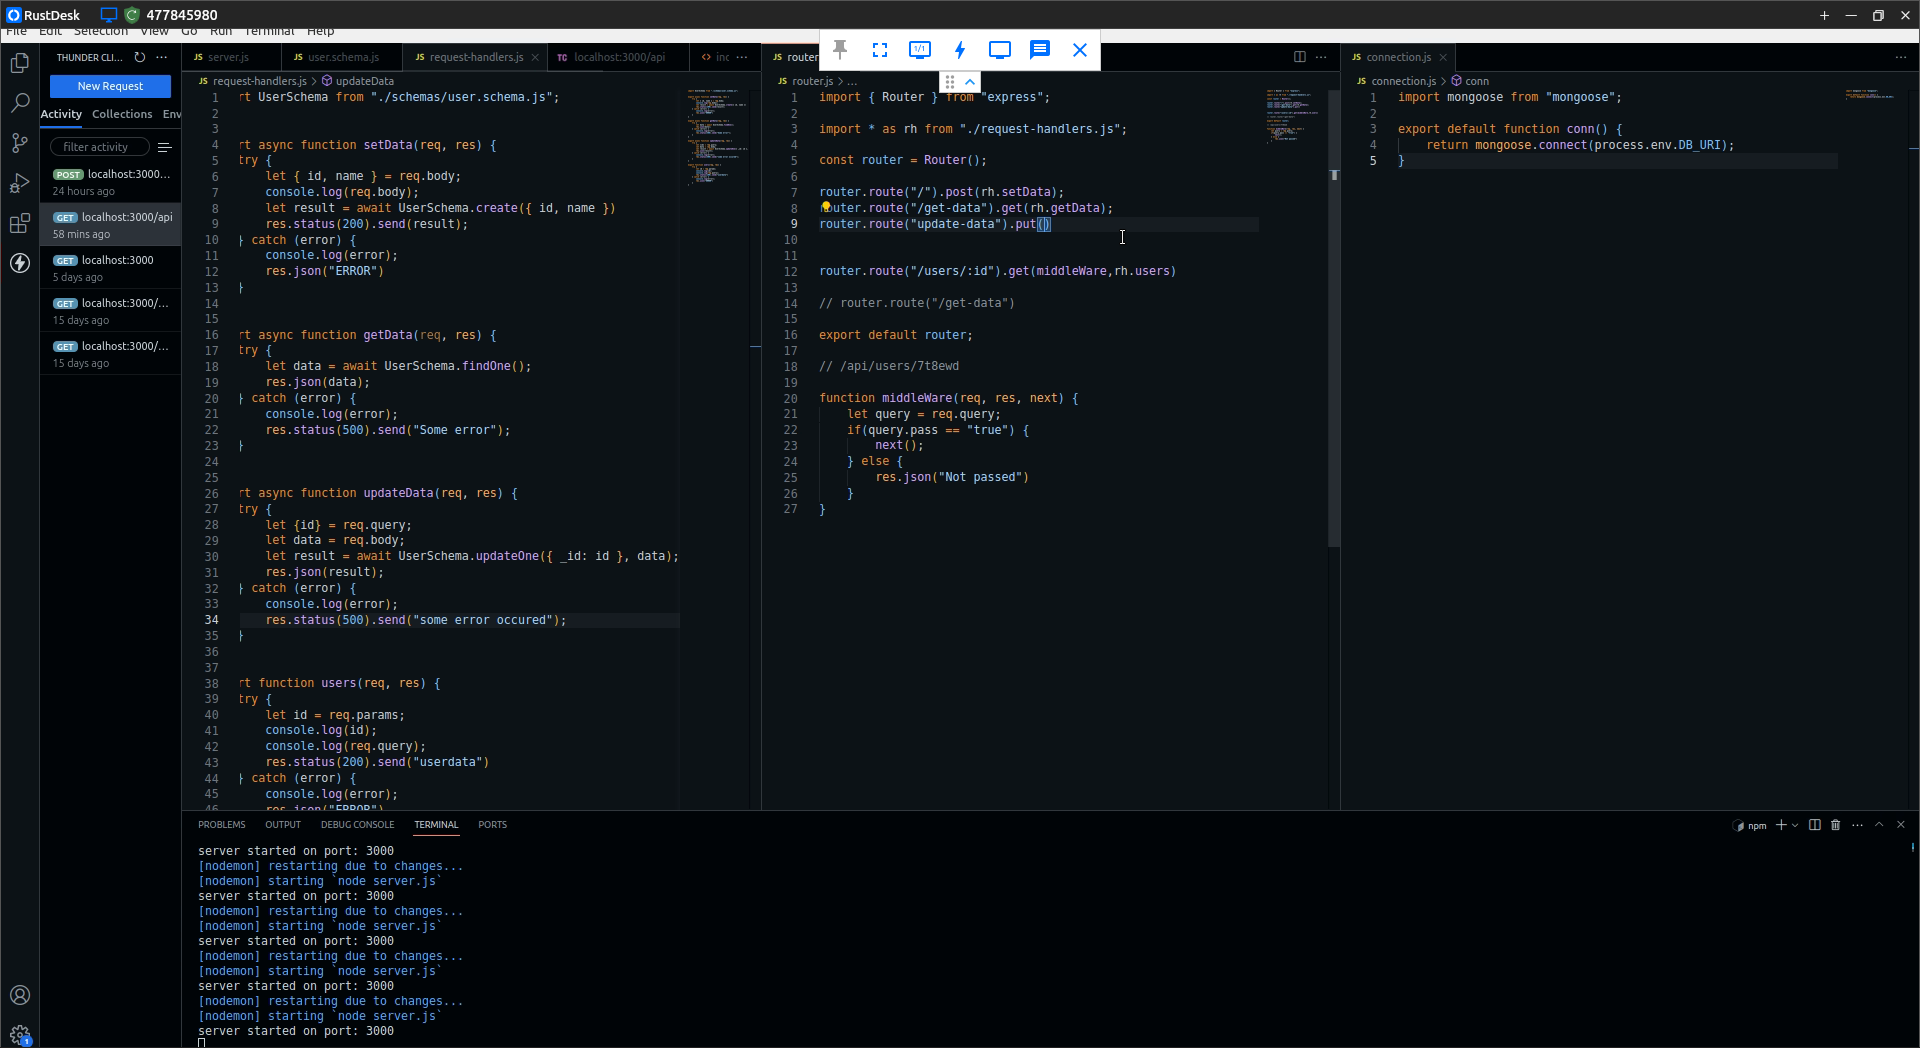 RustDesk 477845980
File Edit Selection View Go Run Terminal Help
THUNDER CLI...
New Request
Activity Collections Env
filter activity
POST localhost:3000...
24 hours ago
GET localhost:3000/api
58 mins ago
GET localhost:3000
5 days ago
GET localhost:3000/...
15 days ago
GET localhost:3000/...
15 days ago
JS server.js JS user.schema.js JS request-handlers.js TC localhost:3000/api <> inc ...
JS request-handlers.js > updateData
1 rt UserSchema from "./schemas/user.schema.js";
2
3
4 rt async function setData(req, res) {
5 try {
6 let { id, name } = req.body;
7 console.log(req.body);
8 let result = await UserSchema.create({ id, name })
9 res.status(200).send(result);
10 } catch (error) {
11 console.log(error);
12 res.json("ERROR")
13 }
14
15
16 rt async function getData(req, res) {
17 try {
18 let data = await UserSchema.findOne();
19 res.json(data);
20 } catch (error) {
21 console.log(error);
22 res.status(500).send("Some error");
23 }
24
25
26 rt async function updateData(req, res) {
27 try {
28 let {id} = req.query;
29 let data = req.body;
30 let result = await UserSchema.updateOne({ _id: id }, data);
31 res.json(result);
32 } catch (error) {
33 console.log(error);
34 res.status(500).send("some error occured");
35 }
36
37
38 rt function users(req, res) {
39 try {
40 let id = req.params;
41 console.log(id);
42 console.log(req.query);
43 res.status(200).send("userdata")
44 } catch (error) {
45 console.log(error);
46 res.json("ERROR")
JS router
JS router.js > ...
1 import { Router } from "express";
2
3 import * as rh from "./request-handlers.js";
4
5 const router = Router();
6
7 router.route("/").post(rh.setData);
8 router.route("/get-data").get(rh.getData);
9 router.route("update-data").put()
10
11
12 router.route("/users/:id").get(middleWare,rh.users)
13
14 // router.route("/get-data")
15
16 export default router;
17
18 // /api/users/7t8ewd
19
20 function middleWare(req, res, next) {
21 let query = req.query;
22 if(query.pass == "true") {
23 next();
24 } else {
25 res.json("Not passed")
26 }
27 }
1/1
JS connection.js
JS connection.js > conn
1 import mongoose from "mongoose";
2
3 export default function conn() {
4 return mongoose.connect(process.env.DB_URI);
5 }
PROBLEMS OUTPUT DEBUG CONSOLE TERMINAL PORTS
npm
server started on port: 3000
[nodemon] restarting due to changes...
[nodemon] starting `node server.js`
server started on port: 3000
[nodemon] restarting due to changes...
[nodemon] starting `node server.js`
server started on port: 3000
[nodemon] restarting due to changes...
[nodemon] starting `node server.js`
server started on port: 3000
[nodemon] restarting due to changes...
[nodemon] starting `node server.js`
server started on port: 3000
1